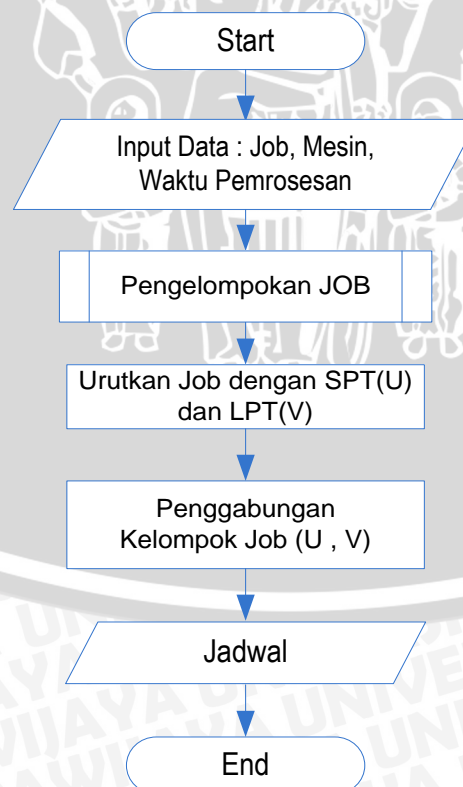 Start
Input Data : Job, Mesin,
Waktu Pemrosesan
Pengelompokan JOB
Urutkan Job dengan SPT(U)
dan LPT(V)
Penggabungan
Kelompok Job (U , V)
Jadwal
End